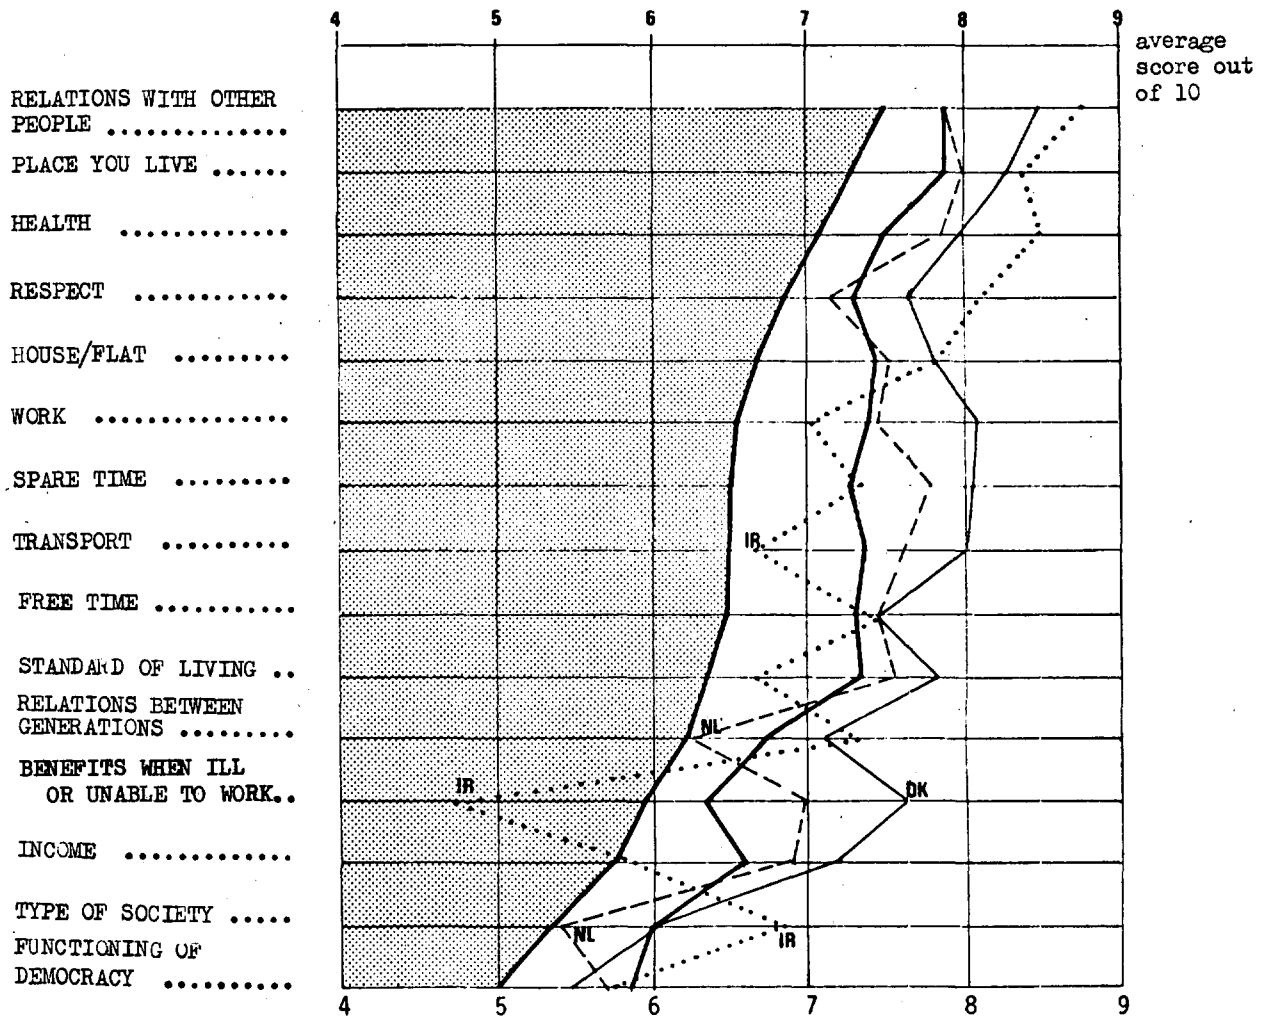 4 5 6 7 8 9
average
score out
of 10
RELATIONS WITH OTHER
PEOPLE ..............
PLACE YOU LIVE ......
HEALTH .............
RESPECT ............
HOUSE/FLAT .........
WORK ...............
SPARE TIME .........
TRANSPORT ..........
IR
FREE TIME ...........
STANDARD OF LIVING ..
RELATIONS BETWEEN
GENERATIONS .........
NL
BENEFITS WHEN ILL
OR UNABLE TO WORK..
IR
DK
INCOME .............
TYPE OF SOCIETY .....
NL
IR
FUNCTIONING OF
DEMOCRACY ..........
4 5 6 7 8 9